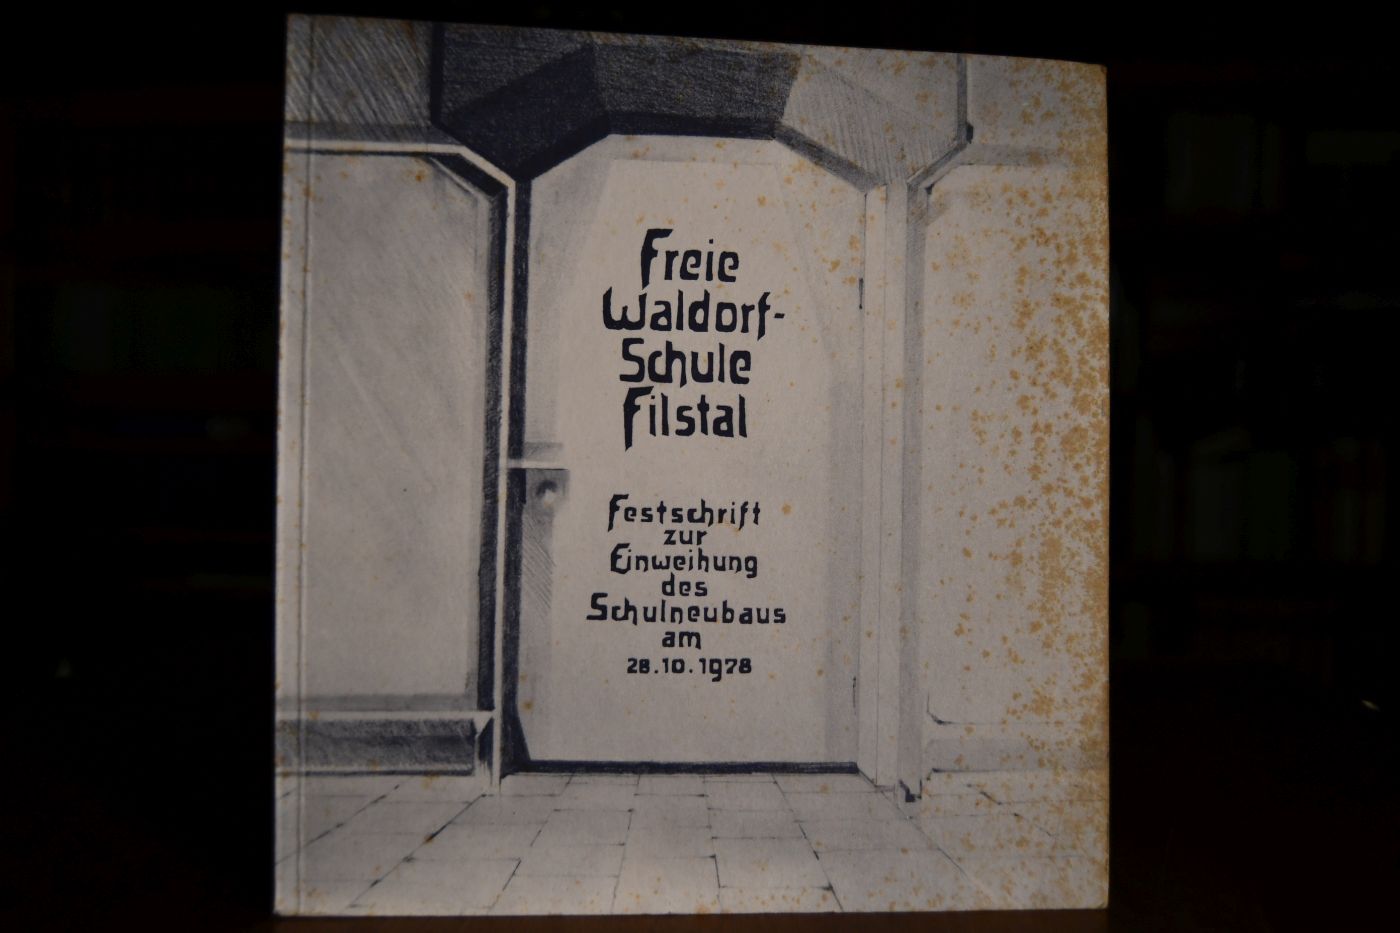 Freie
Waldorf-
Schule
Filstal
Festschrift
zur
Einweihung
des
Schulneubaus
am
28.10.1978